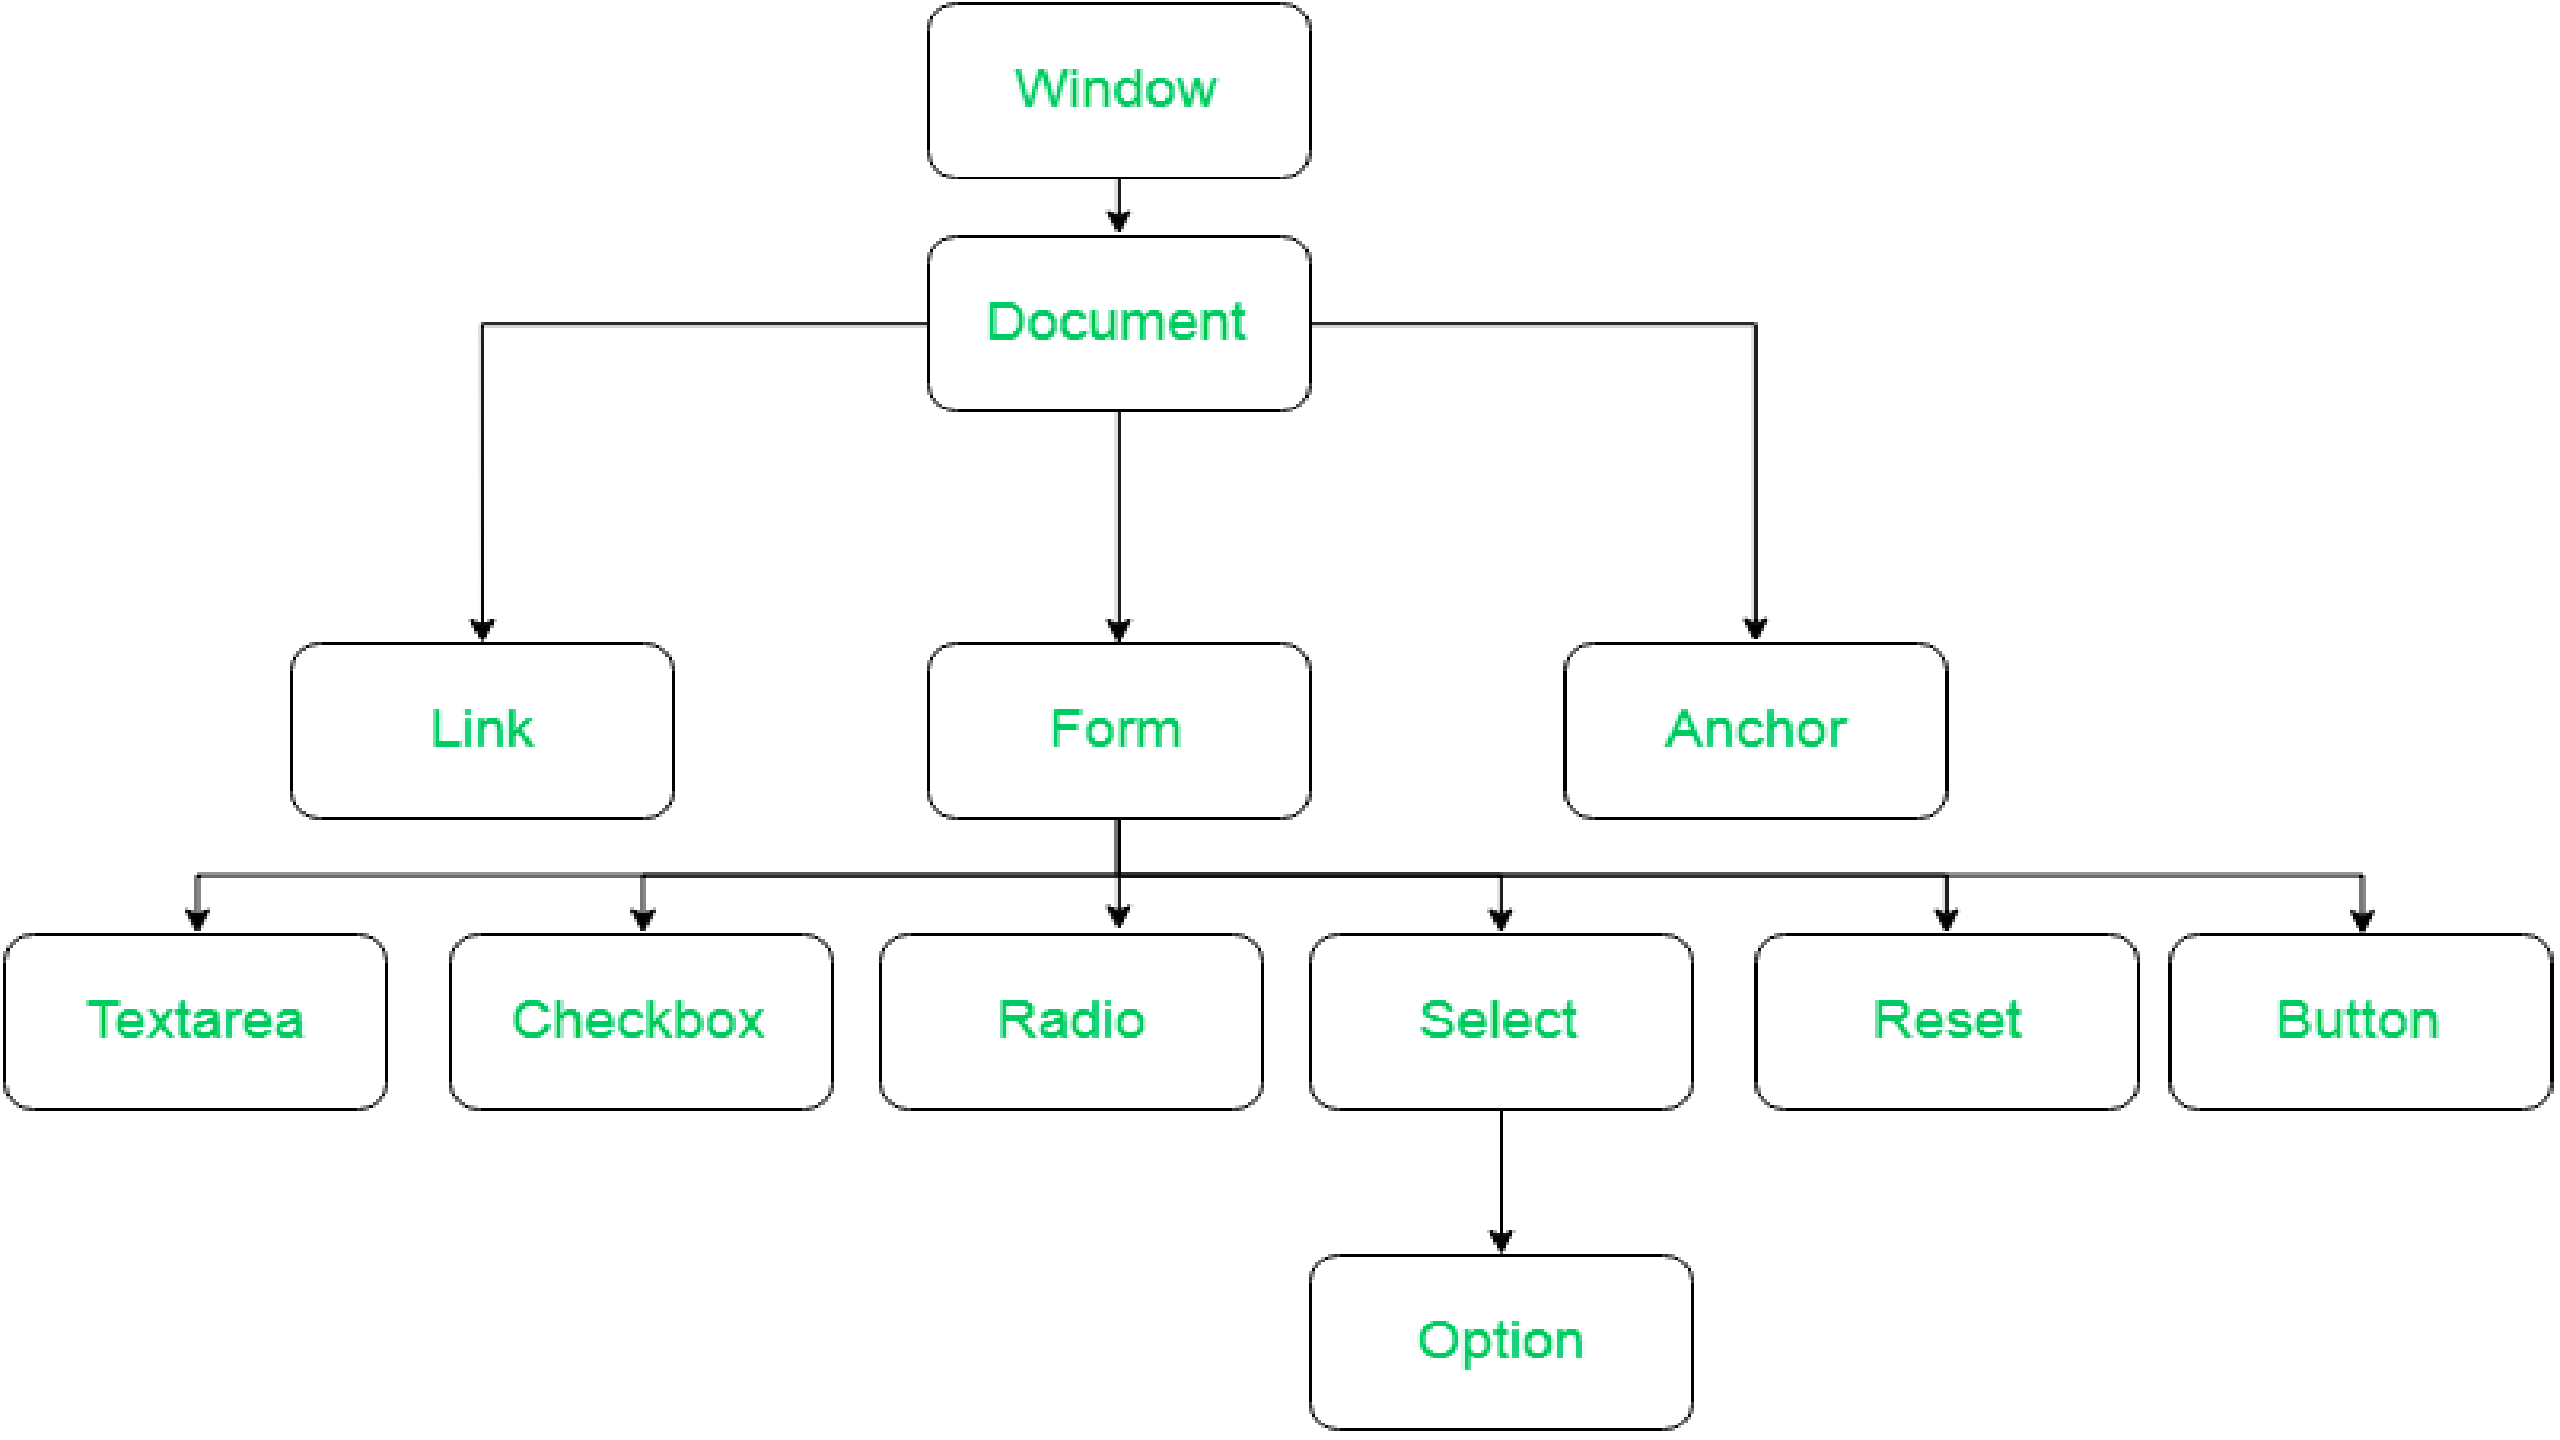 Window
Document
Link
Form
Anchor
Textarea
Checkbox
Radio
Select
Reset
Button
Option